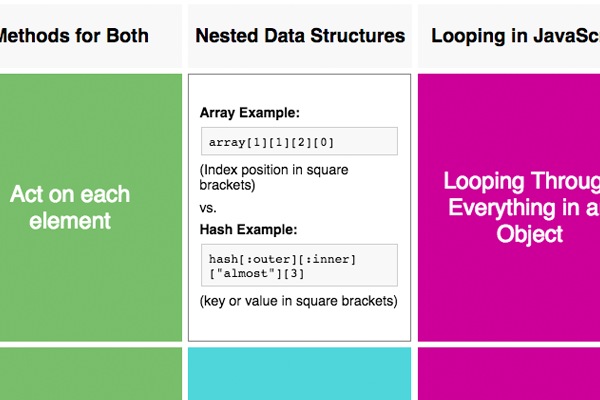 Methods for Both
Nested Data Structures
Looping in JavaSc
Act on each
element
Array Example:
array[1][1][2][0]
(Index position in square
brackets)
vs.
Hash Example:
hash[:outer][:inner]
["almost"][3]
(key or value in square brackets)
Looping Throug
Everything in a
Object